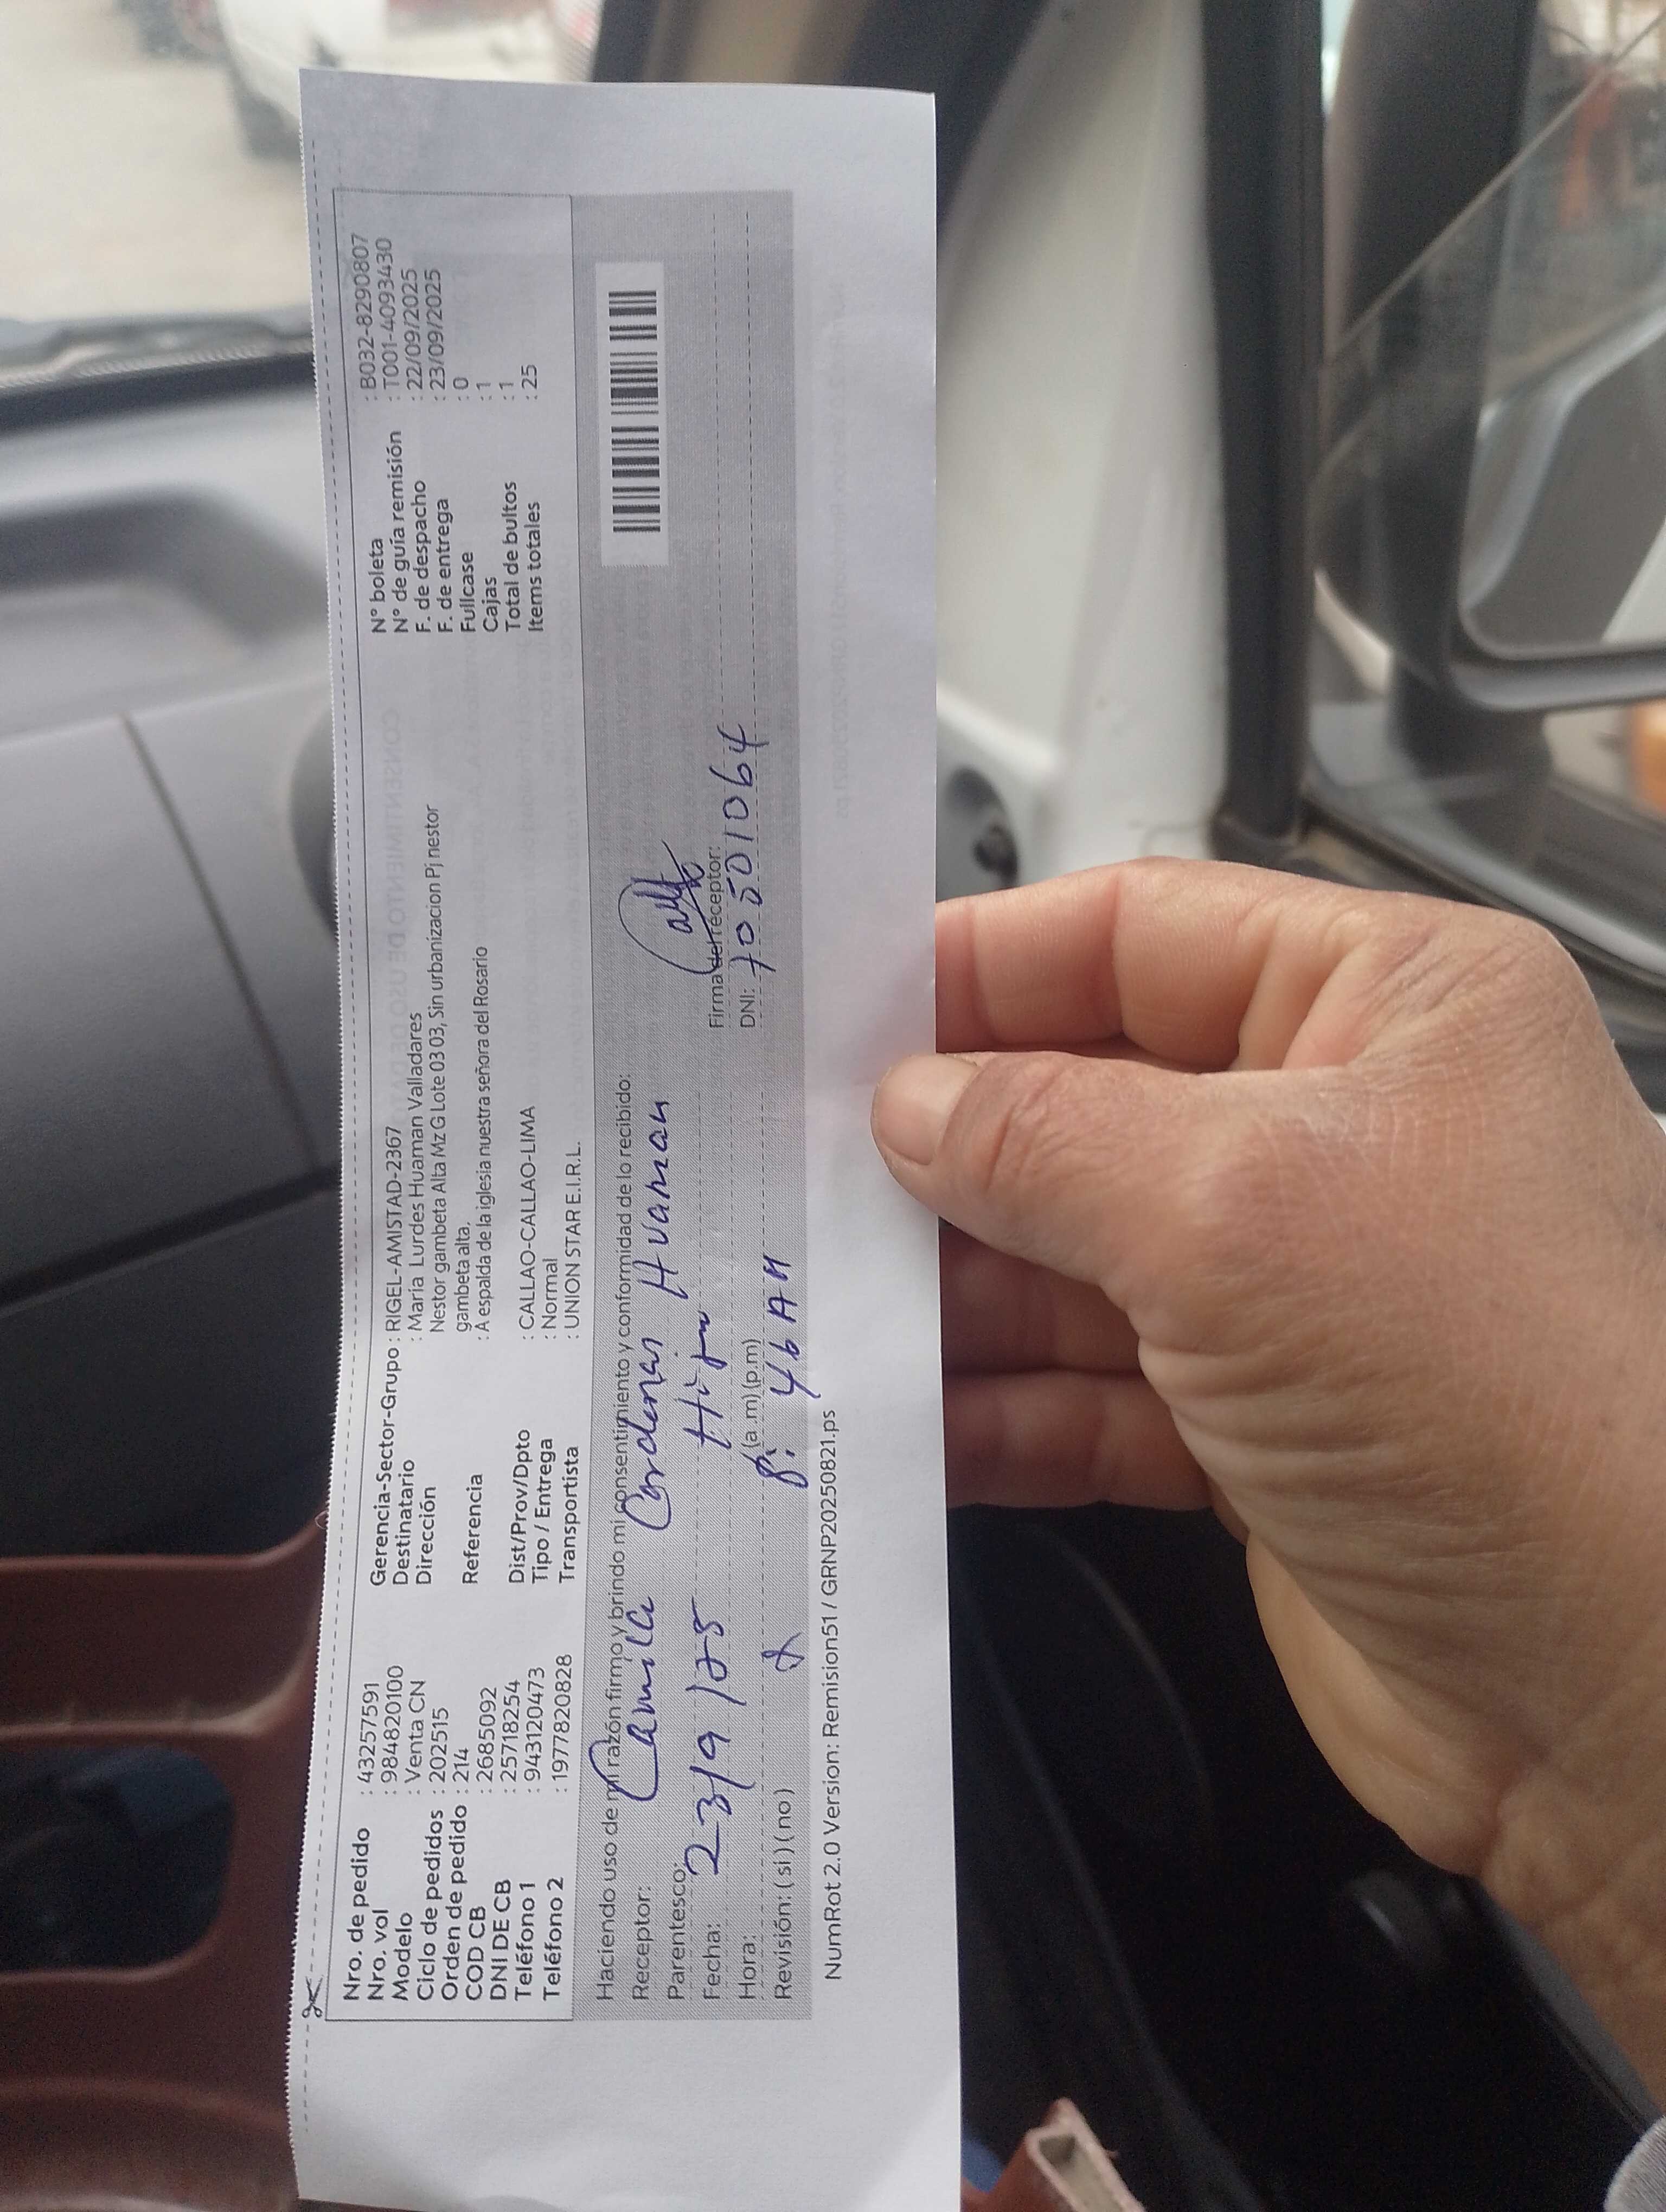 Nro. de pedido : 43257591
Nro. vol : 984820100
Modelo : Venta CN
Ciclo de pedidos : 202515
Orden de pedido : 214
COD CB : 2685092
DNI DE CB : 25718254
Teléfono 1 : 943120473
Teléfono 2 : 1977820828
Gerencia-Sector-Grupo : RIGEL-AMISTAD-2367
Destinatario : María Lurdes Huaman Valladares
Dirección Nestor gambeta Alta Mz G Lote 03 03, Sin urbanizacion Pj nestor
gambeta alta,
Referencia : A espalda de la iglesia nuestra señora del Rosario
Dist/Prov/Dpto : CALLAO-CALLAO-LIMA
Tipo / Entrega : Normal
Transportista : UNION STAR E.I.R.L.
N° boleta : B032-8290807
N° de guía remisión : T001-4093430
F. de despacho : 22/09/2025
F. de entrega : 23/09/2025
Fullcase : 0
Cajas : 1
Total de bultos : 1
Items totales : 25
Haciendo uso de mi razón firmo y brindo mi consentimiento y conformidad de lo recibido:
Receptor: Camila Cardenas Huaman
Parentesco: Hija
Fecha: 23/9/25
Hora: (a.m) (p.m) 8:46 AM
Revisión: ( si ) ( no )
Firma del receptor:
DNI: 70501064
NumRot 2.0 Version: Remision51 / GRNP20250821.ps